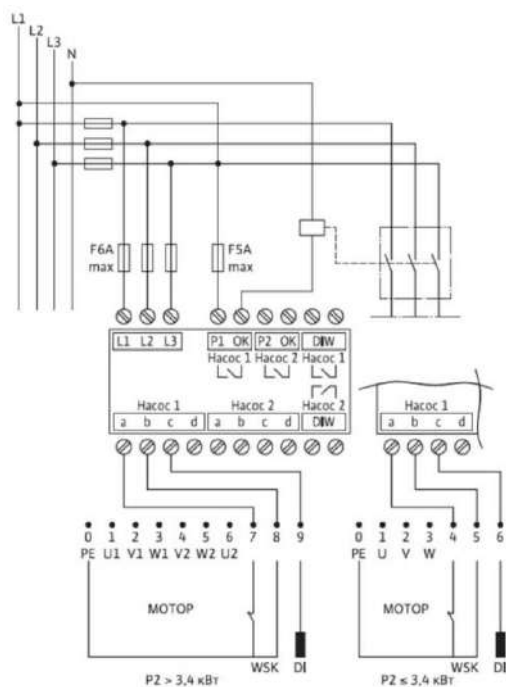 L1
L2
L3
N
F6A
max
F5A
max
L1 L2 L3 P1 OK P2 OK DIW
Насос 1 Насос 2 Насос 1
Насос 1 Насос 2 Насос 2
a b c d a b c d DIW
Насос 1
a b c d
0 1 2 3 4 5 6 7 8 9
PE U1 V1 W1 V2 W2 U2
МОТОР
WSK DI
P2 > 3,4 кВт
0 1 2 3 4 5 6
PE U V W
МОТОР
WSK DI
P2 ≤ 3,4 кВт